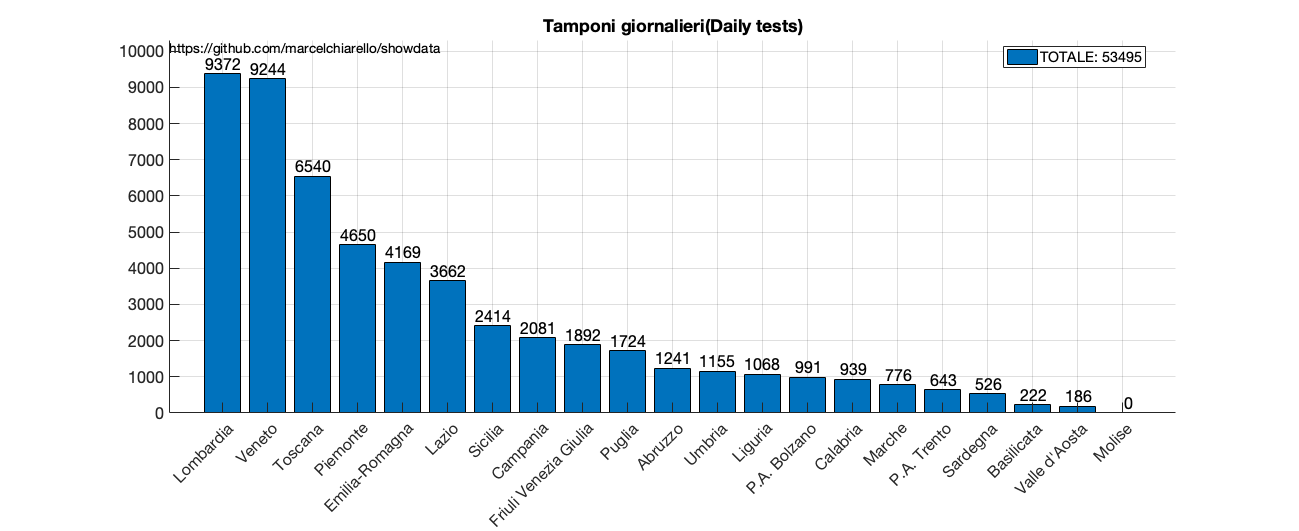 Tamponi giornalieri(Daily tests)
https://github.com/marcelchiarello/showdata
TOTALE: 53495
10000
9000
8000
7000
6000
5000
4000
3000
2000
1000
0
9372
9244
6540
4650
4169
3662
2414
2081
1892
1724
1241
1155
1068
991
939
776
643
526
222
186
0
Lombardia
Veneto
Toscana
Piemonte
Emilia-Romagna
Lazio
Sicilia
Campania
Friuli Venezia Giulia
Puglia
Abruzzo
Umbria
Liguria
P.A. Bolzano
Calabria
Marche
P.A. Trento
Sardegna
Basilicata
Valle d'Aosta
Molise